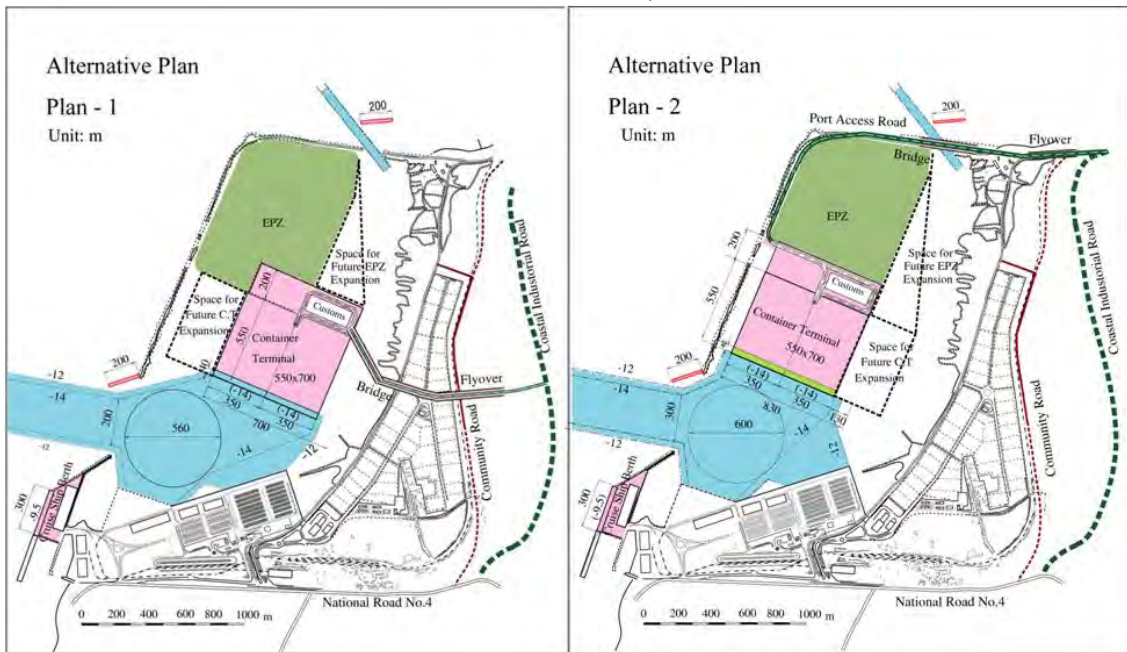 Alternative Plan
Plan - 1
Unit: m
200
EPZ
Space for
Future EPZ
Expansion
200
Space for
Future C.T
Expansion
Customs
Container
Terminal
550
550x700
40
Bridge
Flyover
Coastal Industrial Road
Community Road
200
-12
-14
200
560
(-14)
350
(-14)
350
700
-14
-12
-12
300
-9.5
Cruise Ship Berth
National Road No.4
0 200 400 600 800 1000 m
Alternative Plan
Plan - 2
Unit: m
200
Port Access Road
Flyover
Bridge
EPZ
200
Space for
Future EPZ
Expansion
550
Customs
Container Terminal
550x700
Space for
Future C.T
Expansion
Coastal Industrial Road
Community Road
200
-12
-14
300
600
(-14)
350
(-14)
350
830
130
-14
-12
-12
300
(-9.5)
Cruise Ship Berth
National Road No.4
0 200 400 600 800 1000 m